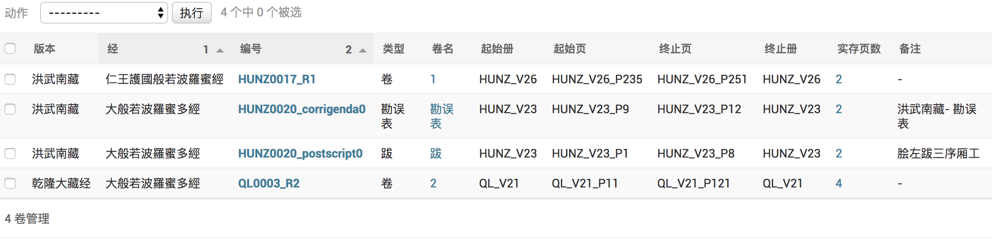 动作 --------- 执行 4 个中 0 个被选
版本 经 1 编号 2 类型 卷名 起始册 起始页 终止页 终止册 实存页数 备注
洪武南藏 仁王護國般若波羅蜜經 HUNZ0017_R1 卷 1 HUNZ_V26 HUNZ_V26_P235 HUNZ_V26_P251 HUNZ_V26 2 -
洪武南藏 大般若波羅蜜多經 HUNZ0020_corrigenda0 勘误 勘误 HUNZ_V23 HUNZ_V23_P9 HUNZ_V23_P12 HUNZ_V23 2 洪武南藏- 勘误
表 表 表
洪武南藏 大般若波羅蜜多經 HUNZ0020_postscript0 跋 跋 HUNZ_V23 HUNZ_V23_P1 HUNZ_V23_P8 HUNZ_V23 2 脍左跋三序厢工
乾隆大藏经 大般若波羅蜜多經 QL0003_R2 卷 2 QL_V21 QL_V21_P11 QL_V21_P121 QL_V21 4 -
4 卷管理